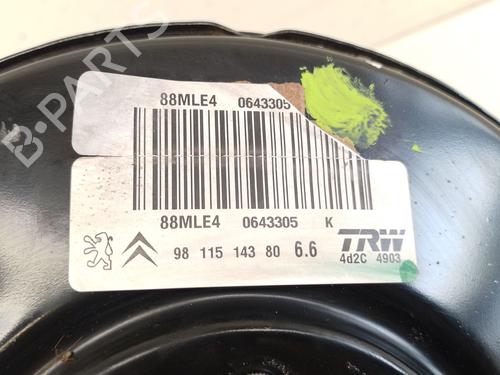 B-PARTS
88MLE4 0643305
88MLE4 0643305 K
98 115 143 80 6.6
TRW
4d2C 4903